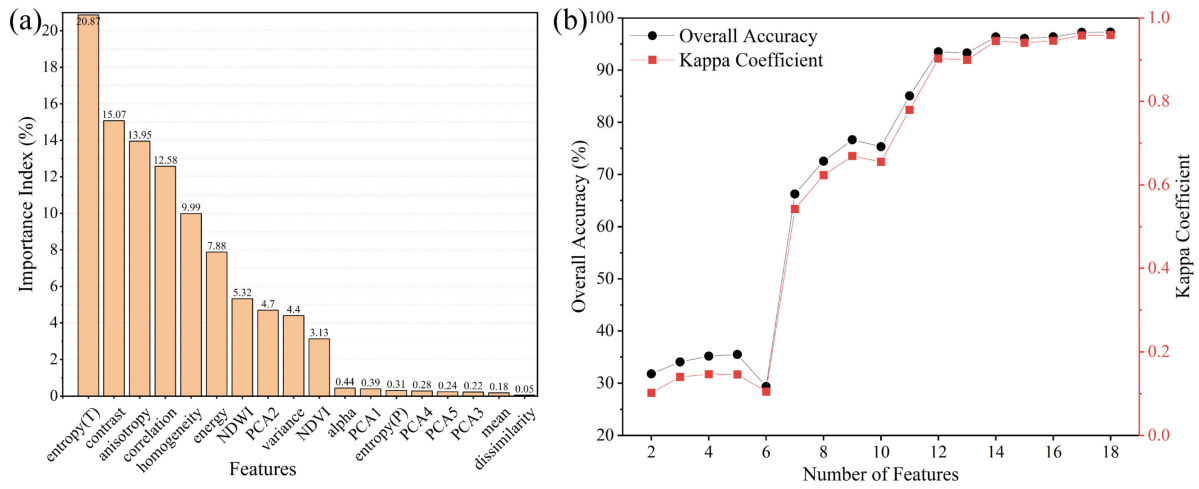 (a)
Importance Index (%)
20
18
16
14
12
10
8
6
4
2
0
20.87
15.07
13.95
12.58
9.99
7.88
5.32
4.7
4.4
3.13
0.44
0.39
0.31
0.28
0.24
0.22
0.18
0.05
entropy(T)
contrast
anisotropy
correlation
homogeneity
energy
NDWI
PCA2
variance
NDVI
alpha
PCA1
entropy(P)
PCA4
PCA5
PCA3
mean
dissimilarity
Features
(b)
Overall Accuracy
Kappa Coefficient
Overall Accuracy (%)
100
90
80
70
60
50
40
30
20
2
4
6
8
10
12
14
16
18
Number of Features
1.0
0.8
0.6
0.4
0.2
0.0
Kappa Coefficient